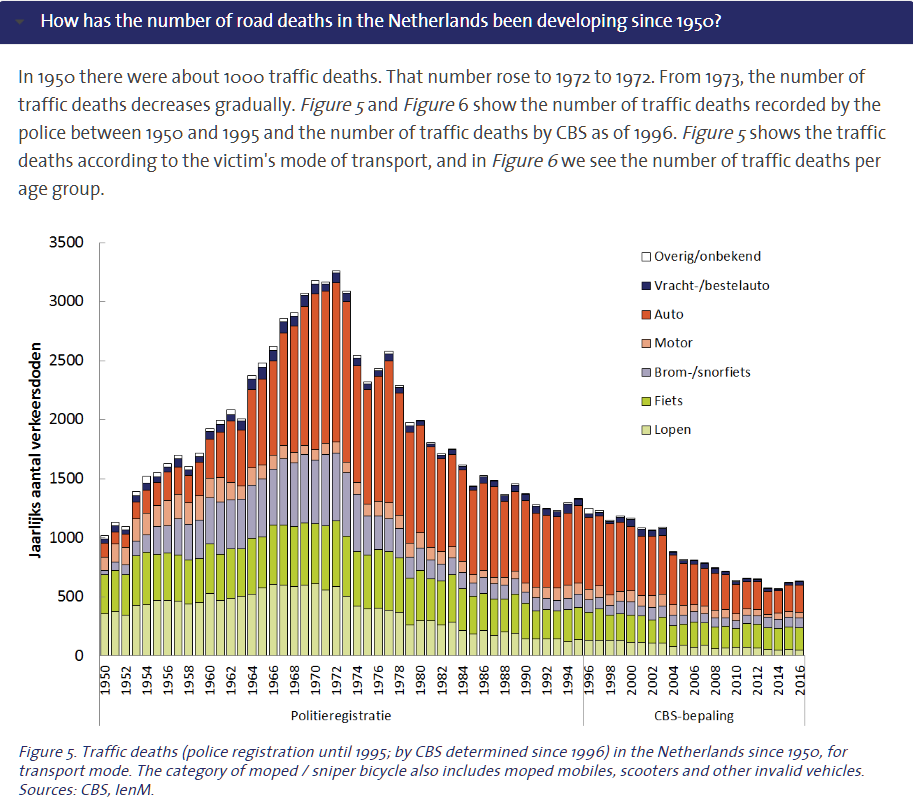 How has the number of road deaths in the Netherlands been developing since 1950?
In 1950 there were about 1000 traffic deaths. That number rose to 1972 to 1972. From 1973, the number of
traffic deaths decreases gradually. Figure 5 and Figure 6 show the number of traffic deaths recorded by the
police between 1950 and 1995 and the number of traffic deaths by CBS as of 1996. Figure 5 shows the traffic
deaths according to the victim's mode of transport, and in Figure 6 we see the number of traffic deaths per
age group.
Jaarlijks aantal verkeersdoden
3500
3000
2500
2000
1500
1000
500
0
Overig/onbekend
Vracht-/bestelauto
Auto
Motor
Brom-/snorfiets
Fiets
Lopen
1950 1952 1954 1956 1958 1960 1962 1964 1966 1968 1970 1972 1974 1976 1978 1980 1982 1984 1986 1988 1990 1992 1994 1996 1998 2000 2002 2004 2006 2008 2010 2012 2014 2016
Politieregistratie CBS-bepaling
Figure 5. Traffic deaths (police registration until 1995; by CBS determined since 1996) in the Netherlands since 1950, for
transport mode. The category of moped / sniper bicycle also includes moped mobiles, scooters and other invalid vehicles.
Sources: CBS, IenM.